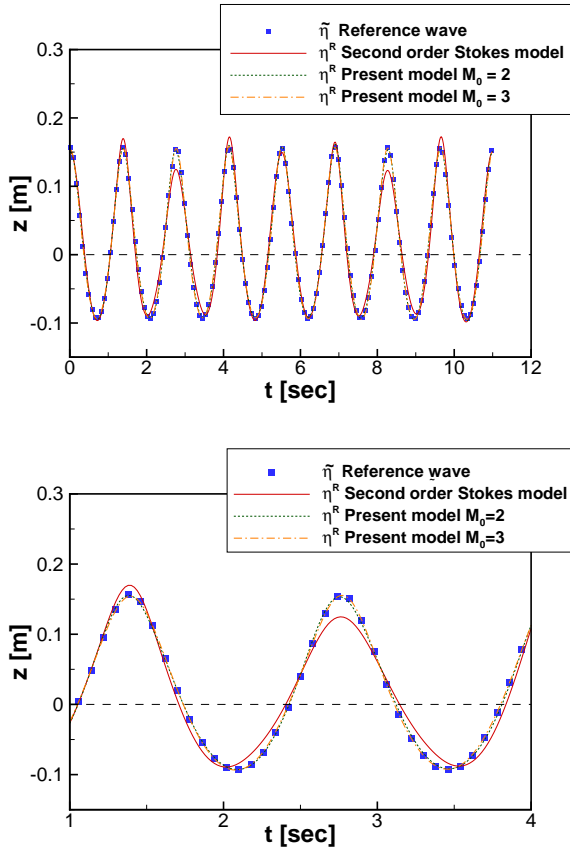 η̃ Reference wave
η^R Second order Stokes model
η^R Present model M₀ = 2
η^R Present model M₀ = 3
0.3
0.2
0.1
0
-0.1
z [m]
0 2 4 6 8 10 12
t [sec]
η̃ Reference wave
η^R Second order Stokes model
η^R Present model M₀=2
η^R Present model M₀=3
0.3
0.2
0.1
0
-0.1
z [m]
1 2 3 4
t [sec]